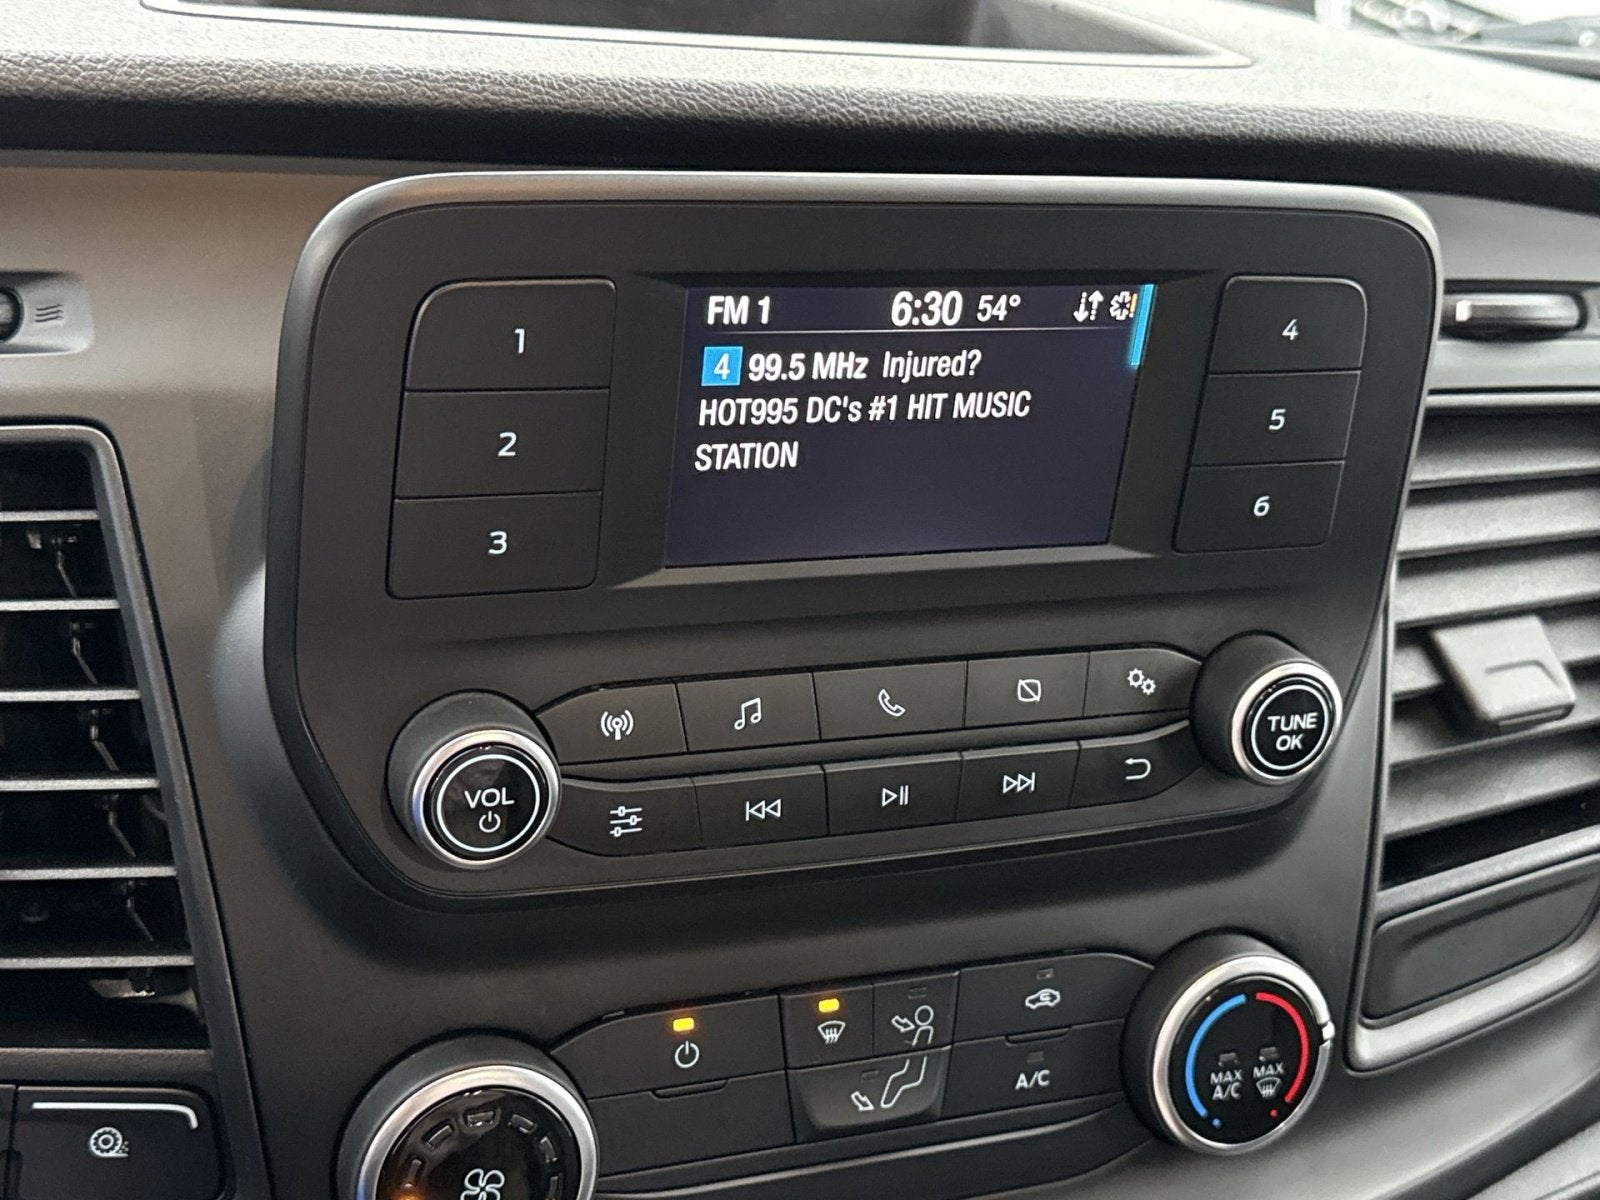 FM 1 6:30 54°
4 99.5 MHz Injured?
HOT995 DC's #1 HIT MUSIC
STATION
1
2
3
4
5
6
VOL
TUNE
OK
A/C
MAX
A/C
MAX